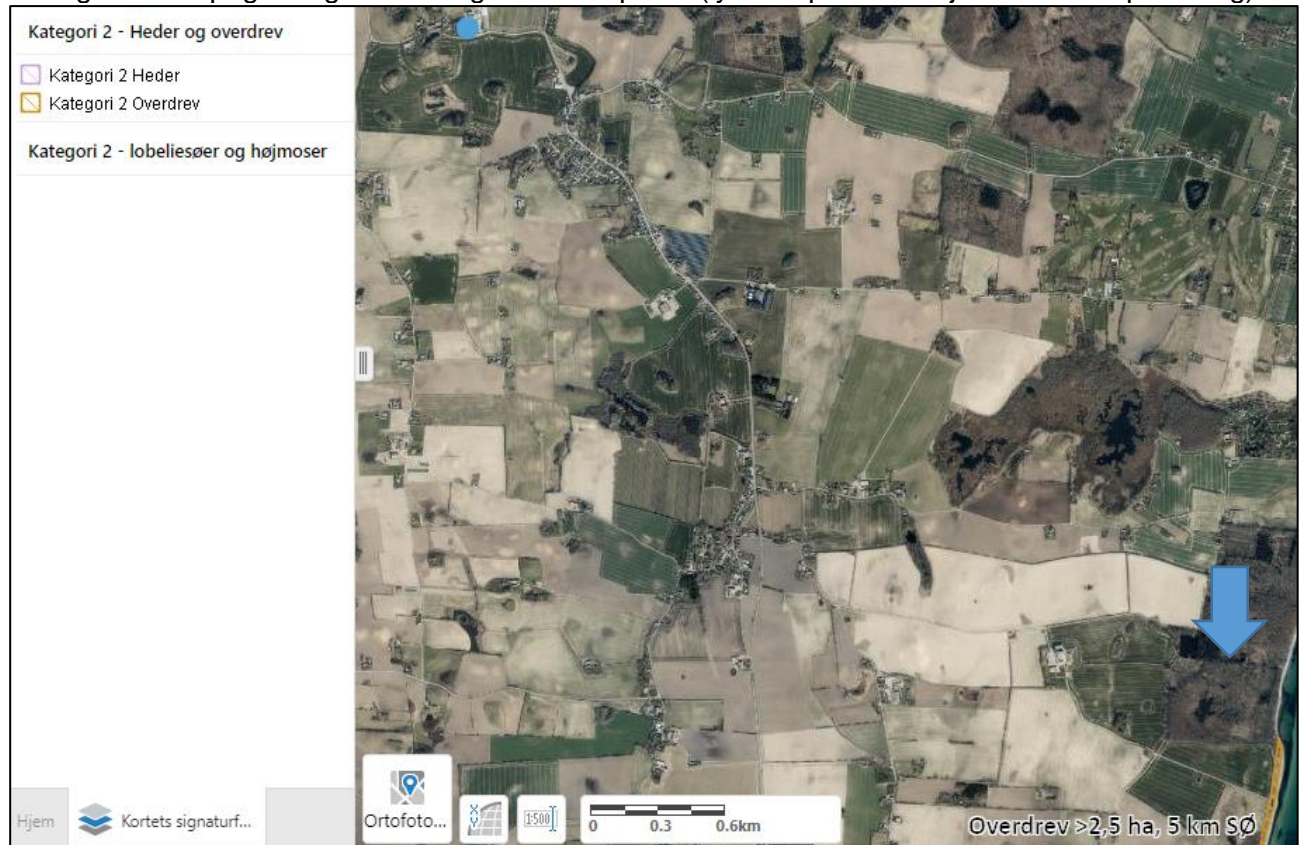 Kategori 2 - Heder og overdrev
Kategori 2 Heder
Kategori 2 Overdrev
Kategori 2 - lobeliesøer og højmoser
Hjem
Kortets signaturf...
Ortofoto...
1:500
0 0.3 0.6km
Overdrev >2,5 ha, 5 km SØ